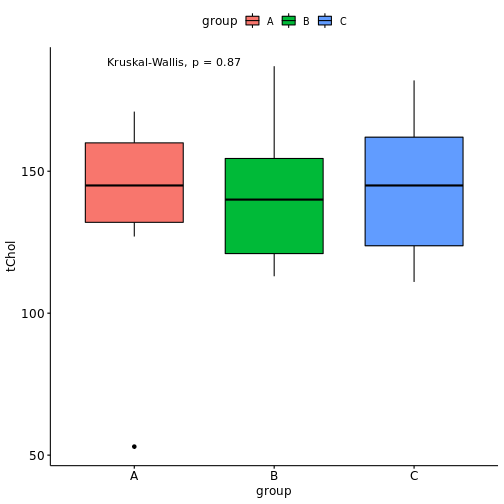 group A B C
Kruskal-Wallis, p = 0.87
tChol
150
100
50
A B C
group